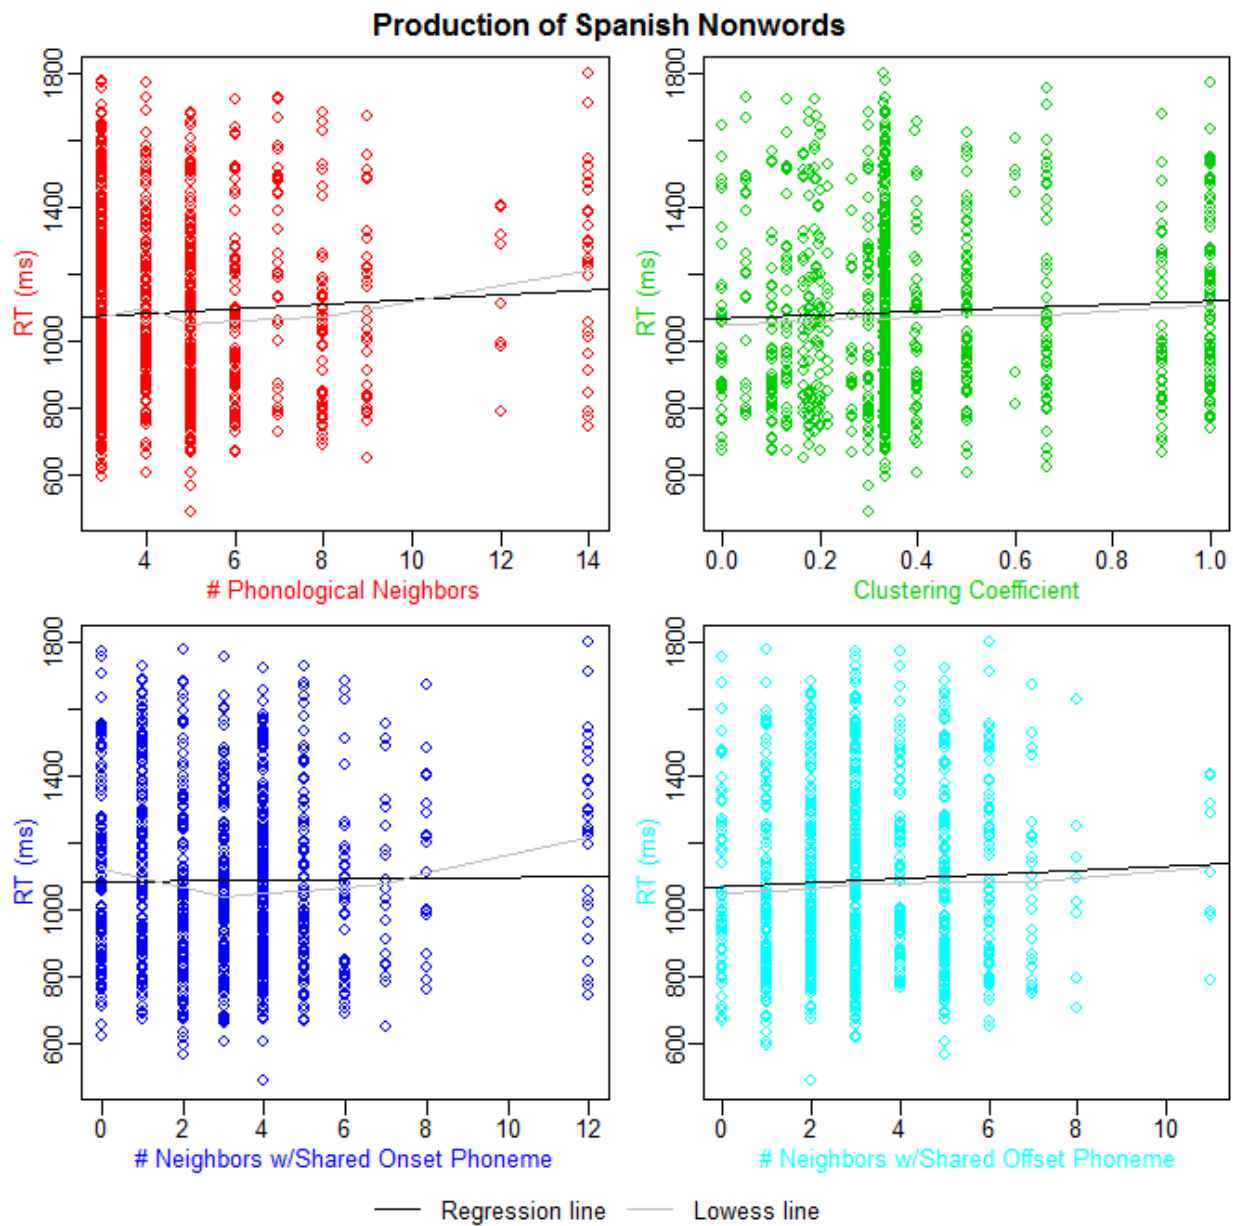 Production of Spanish Nonwords
RT (ms)
600 800 1000 1400 1800
4 6 8 10 12 14
# Phonological Neighbors
RT (ms)
600 800 1000 1400 1800
0.0 0.2 0.4 0.6 0.8 1.0
Clustering Coefficient
RT (ms)
600 800 1000 1400 1800
0 2 4 6 8 10 12
# Neighbors w/Shared Onset Phoneme
RT (ms)
600 800 1000 1400 1800
0 2 4 6 8 10
# Neighbors w/Shared Offset Phoneme
Regression line Lowess line